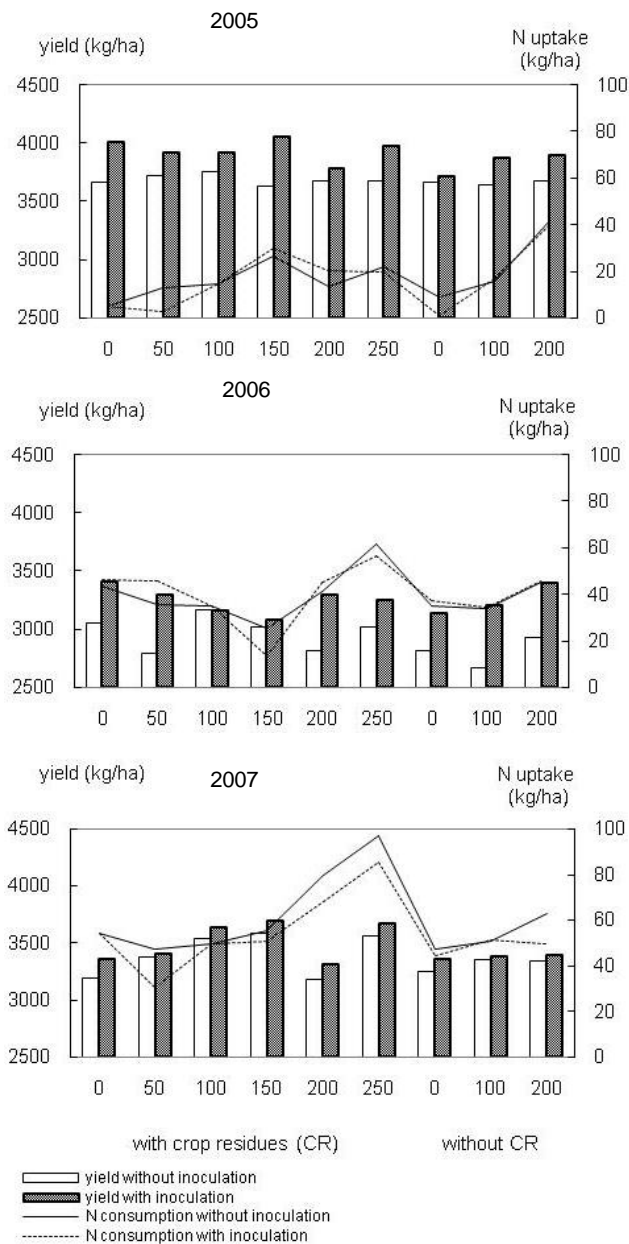 2005
yield (kg/ha)
N uptake
(kg/ha)
4500
4000
3500
3000
2500
100
80
60
40
20
0
0 50 100 150 200 250 0 100 200
2006
yield (kg/ha)
N uptake
(kg/ha)
4500
4000
3500
3000
2500
100
80
60
40
20
0
0 50 100 150 200 250 0 100 200
2007
yield (kg/ha)
N uptake
(kg/ha)
4500
4000
3500
3000
2500
100
80
60
40
20
0
0 50 100 150 200 250 0 100 200
with crop residues (CR) without CR
yield without inoculation
yield with inoculation
N consumption without inoculation
N consumption with inoculation